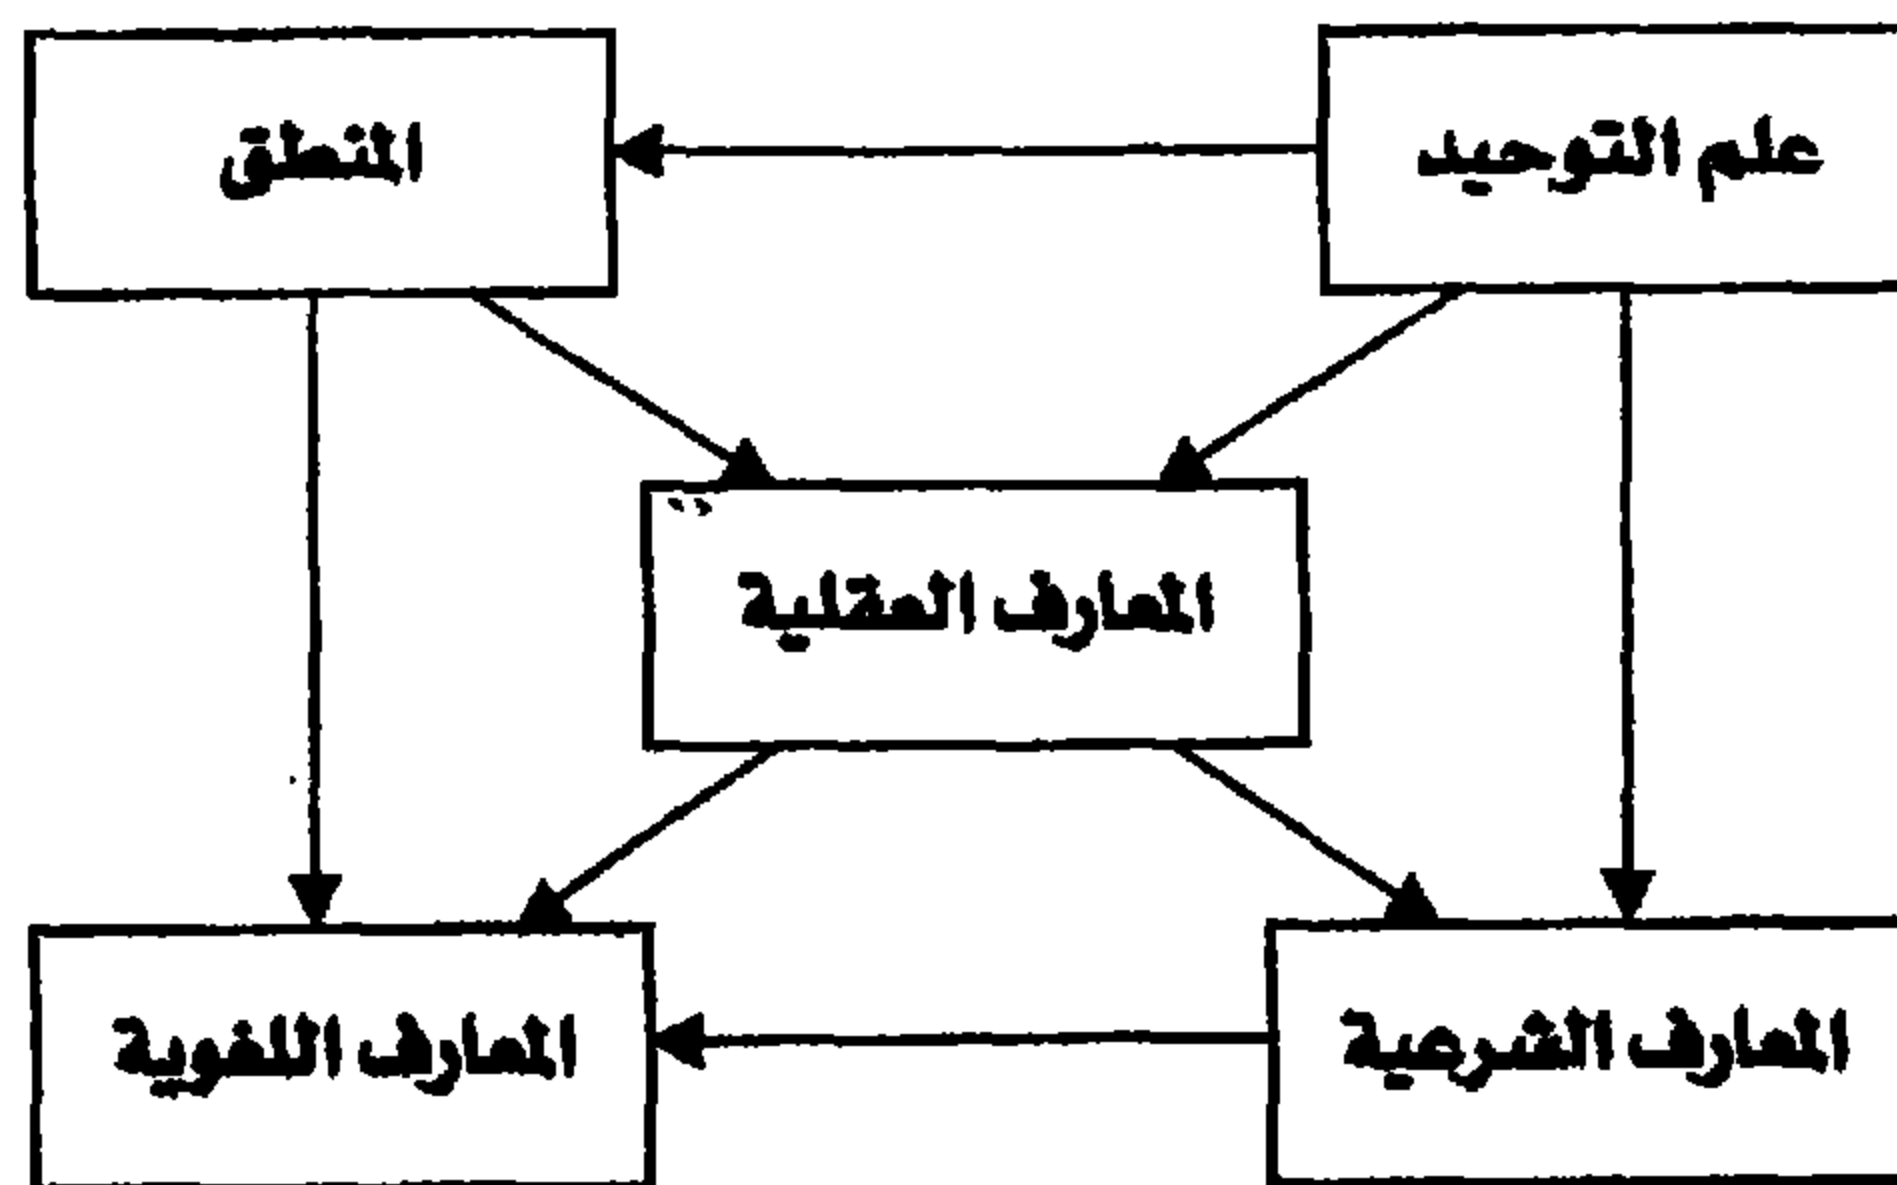 علم التوحيد
المنطق
المعارف العقلية
المعارف الشرعية
المعارف اللغوية